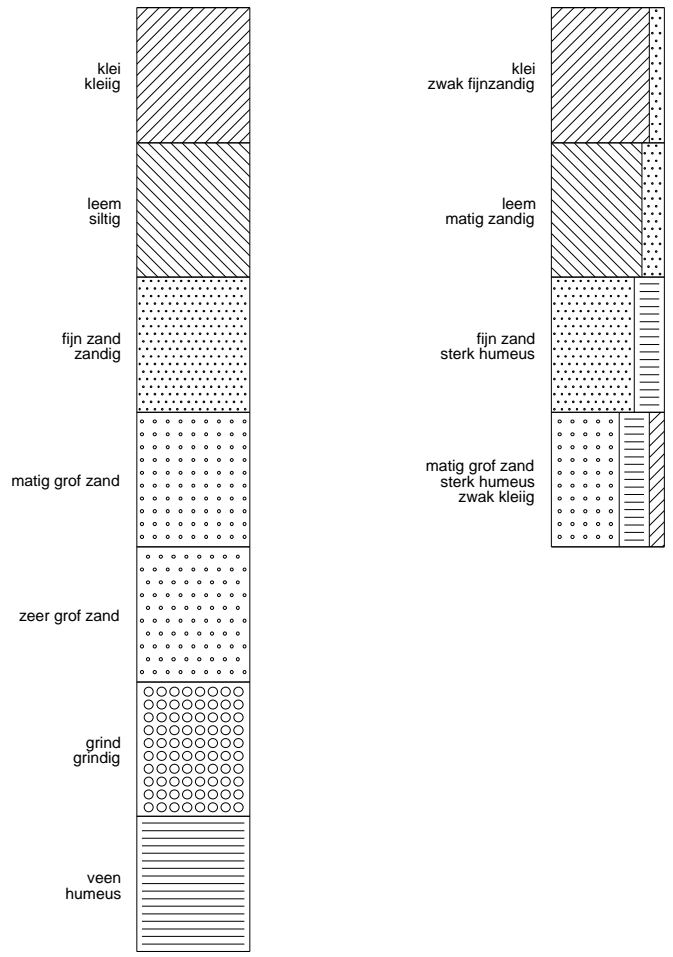 klei
kleiig
leem
siltig
fijn zand
zandig
matig grof zand
zeer grof zand
grind
grindig
veen
humeus
klei
zwak fijnzandig
leem
matig zandig
fijn zand
sterk humeus
matig grof zand
sterk humeus
zwak kleiig